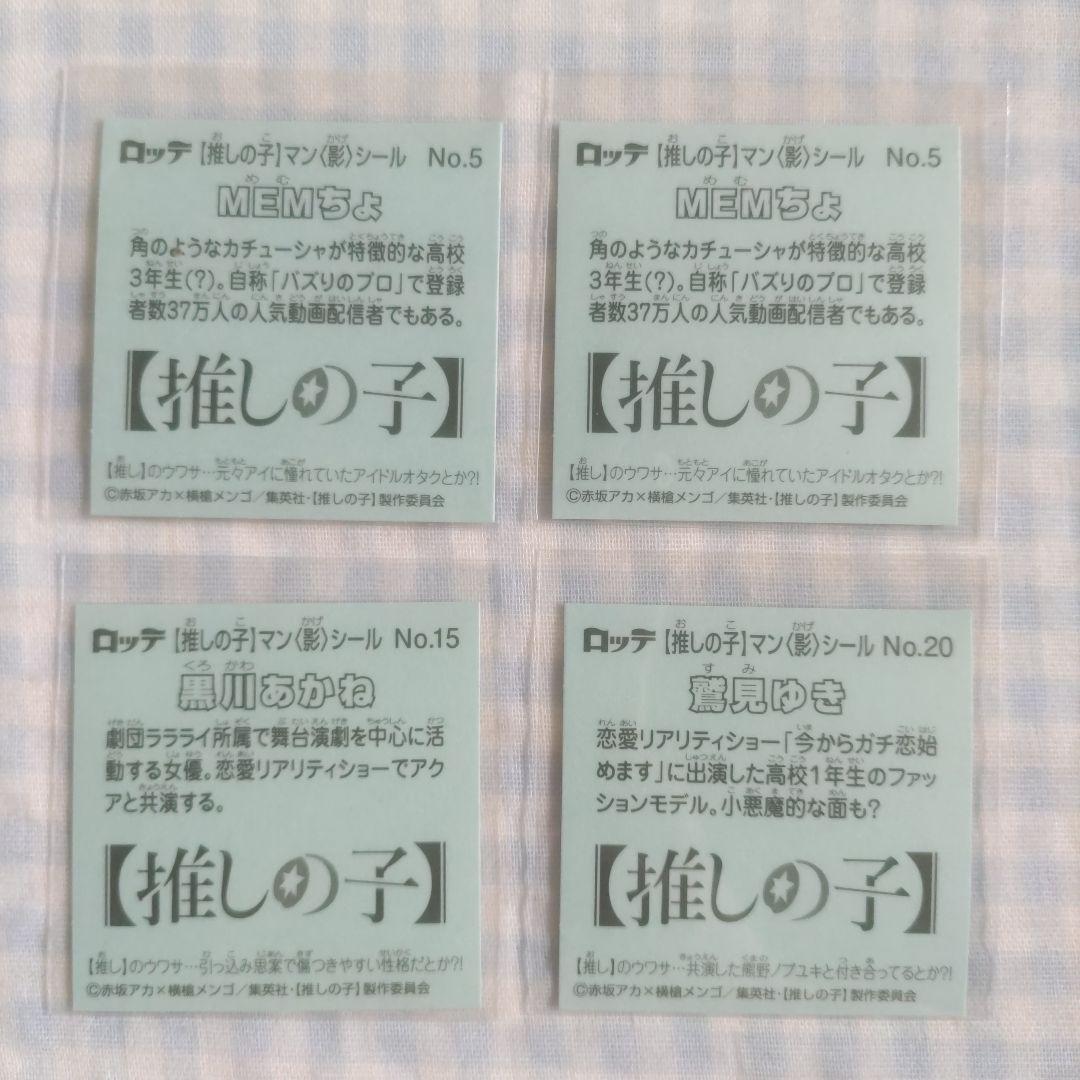 ロッテ【推しの子】マン〈影〉シール No.5
MEMちょ
角のようなカチューシャが特徴的な高校
3年生(?)。自称「バズりのプロ」で登録
者数37万人の人気動画配信者でもある。
【推しの子】
【推し】のウワサ…元々アイに憧れていたアイドルオタクとか?!
©赤坂アカ×横槍メンゴ/集英社・【推しの子】製作委員会
ロッテ【推しの子】マン〈影〉シール No.5
MEMちょ
角のようなカチューシャが特徴的な高校
3年生(?)。自称「バズりのプロ」で登録
者数37万人の人気動画配信者でもある。
【推しの子】
【推し】のウワサ…元々アイに憧れていたアイドルオタクとか?!
©赤坂アカ×横槍メンゴ/集英社・【推しの子】製作委員会
ロッテ【推しの子】マン〈影〉シール No.15
黒川あかね
劇団ララライ所属で舞台演劇を中心に活
動する女優。恋愛リアリティショーでアク
アと共演する。
【推しの子】
【推し】のウワサ…引っ込み思案で傷つきやすい性格だとか?!
©赤坂アカ×横槍メンゴ/集英社・【推しの子】製作委員会
ロッテ【推しの子】マン〈影〉シール No.20
鷲見ゆき
恋愛リアリティショー「今からガチ恋始
めます」に出演した高校1年生のファッ
ションモデル。小悪魔的な面も?
【推しの子】
【推し】のウワサ…共演した熊野ノブユキと付き合ってるとか?!
©赤坂アカ×横槍メンゴ/集英社・【推しの子】製作委員会